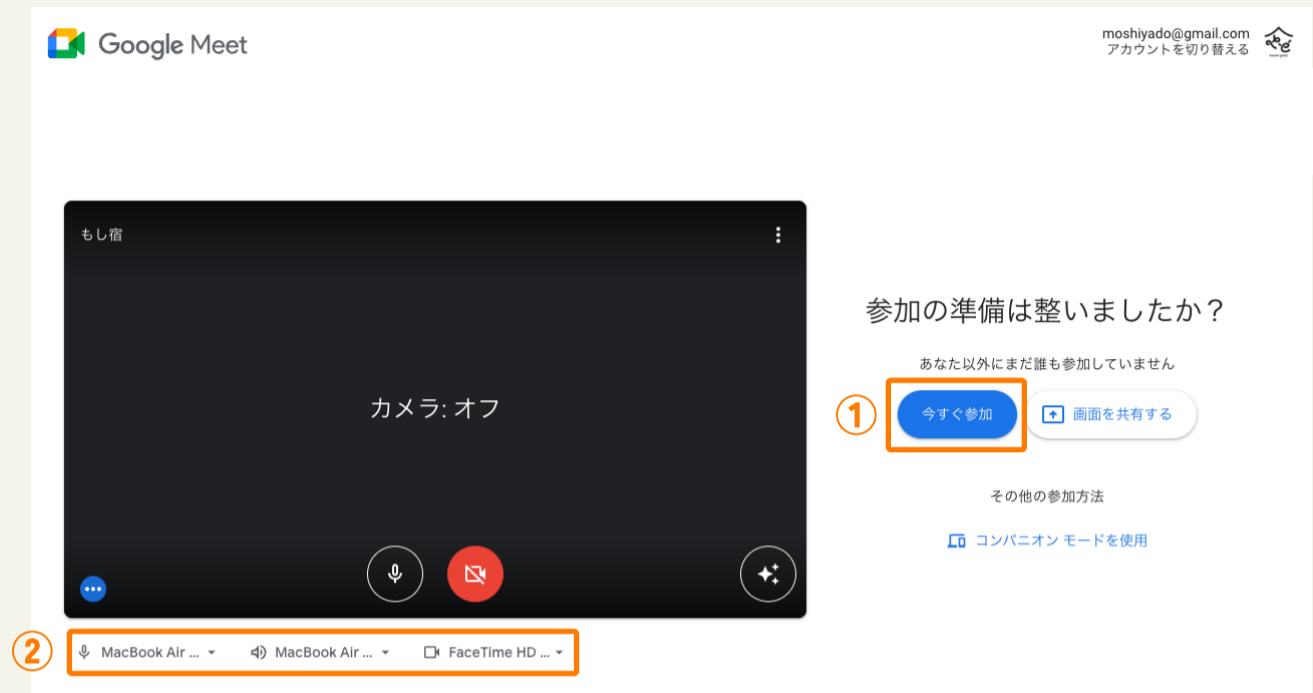 Google Meet
moshiyado@gmail.com
アカウントを切り替える
もし宿
カメラ: オフ
参加の準備は整いましたか？
あなた以外にまだ誰も参加していません
① 今すぐ参加 画面を共有する
その他の参加方法
コンパニオン モードを使用
② MacBook Air ... MacBook Air ... FaceTime HD ...